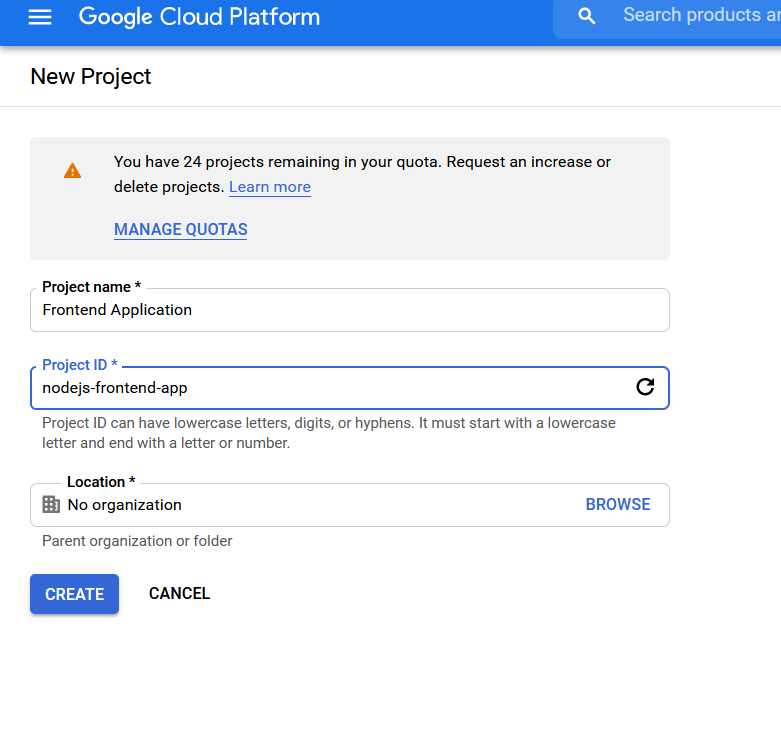 Google Cloud Platform
Search products
New Project
You have 24 projects remaining in your quota. Request an increase or
delete projects. Learn more
MANAGE QUOTAS
Project name *
Frontend Application
Project ID *
nodejs-frontend-app
Project ID can have lowercase letters, digits, or hyphens. It must start with a lowercase
letter and end with a letter or number.
Location *
No organization
BROWSE
Parent organization or folder
CREATE
CANCEL